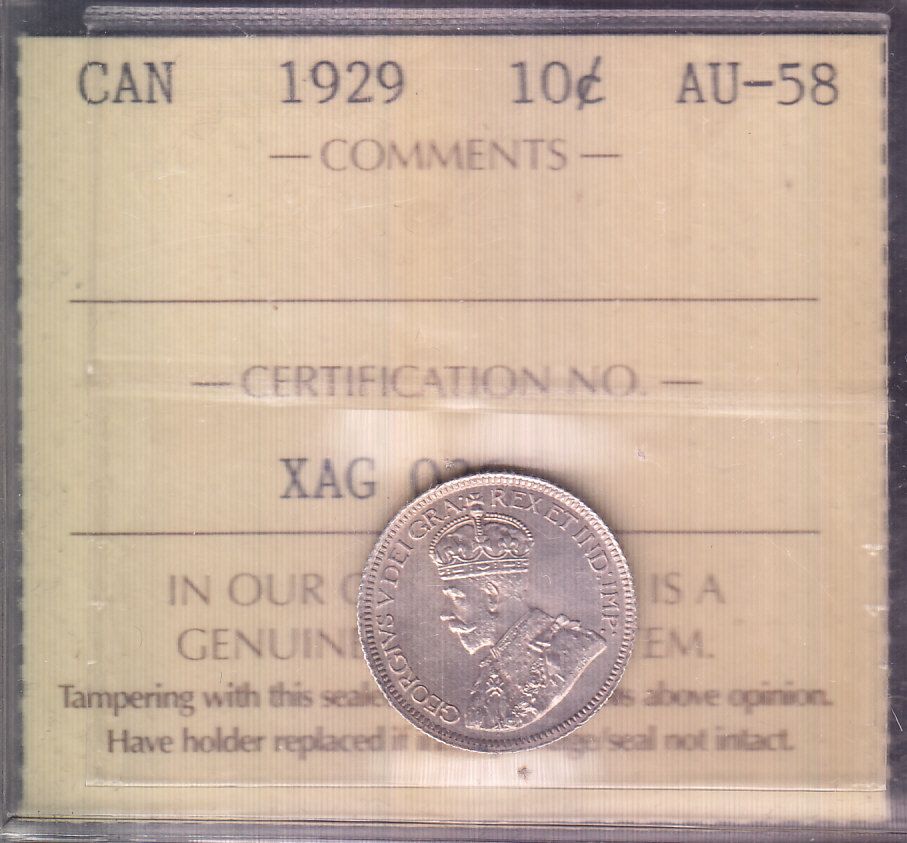 CAN 1929 10¢ AU-58
— COMMENTS —
— CERTIFICATION NO. —
XAG
IN OUR IS A
GENUIN EM.
Tampering with this seale above opinion.
Have holder replaced if seal not intact.
GEORGIVS V DEI GRA: REX ET IND: IMP: